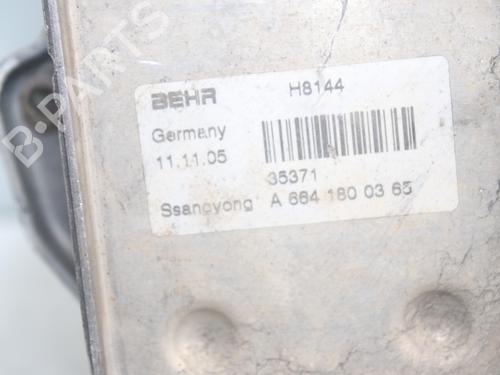 BEHR H8144
Germany
11.11.05
35371
Ssangyong A 664 180 03 65
B-PARTS